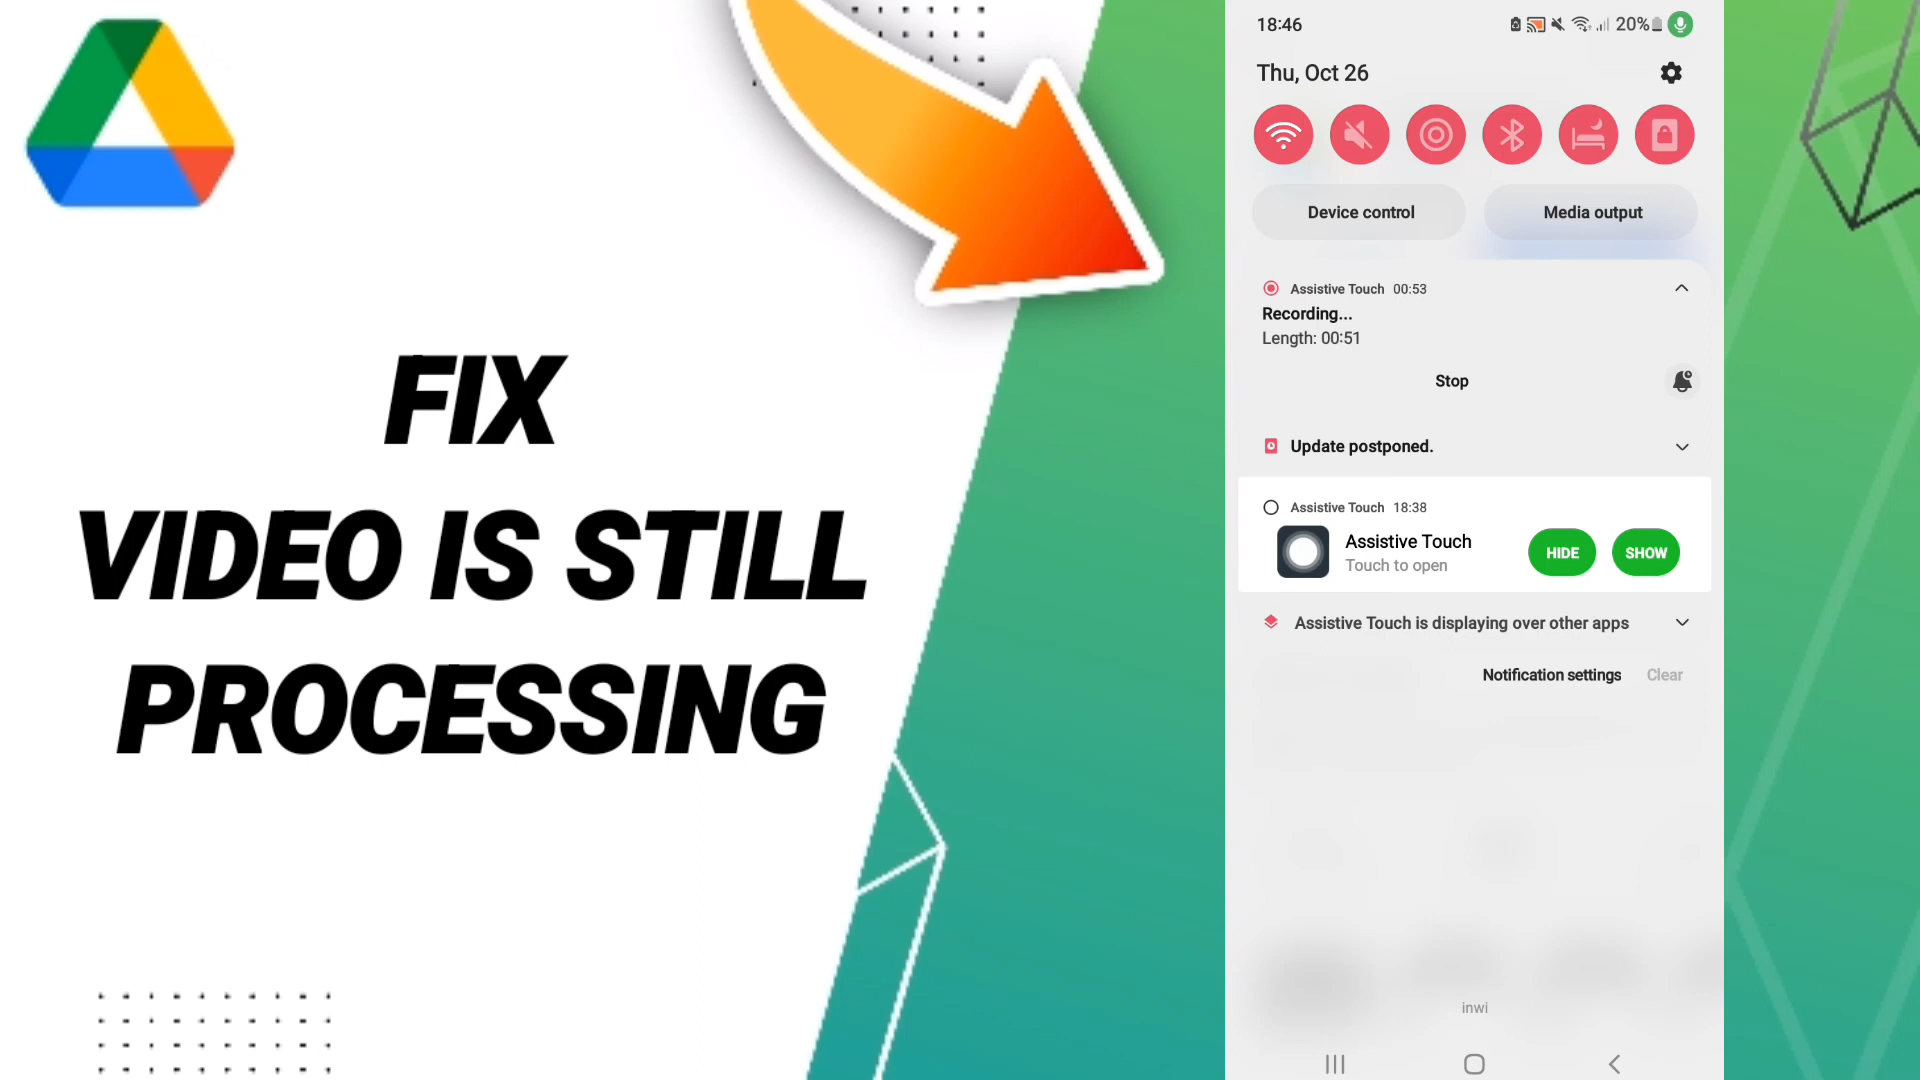 FIX
VIDEO IS STILL
PROCESSING
18:46
20%
Thu, Oct 26
Device control
Media output
Assistive Touch 00:53
Recording...
Length: 00:51
Stop
Update postponed.
Assistive Touch 18:38
Assistive Touch
Touch to open
HIDE
SHOW
Assistive Touch is displaying over other apps
Notification settings
Clear
inwi